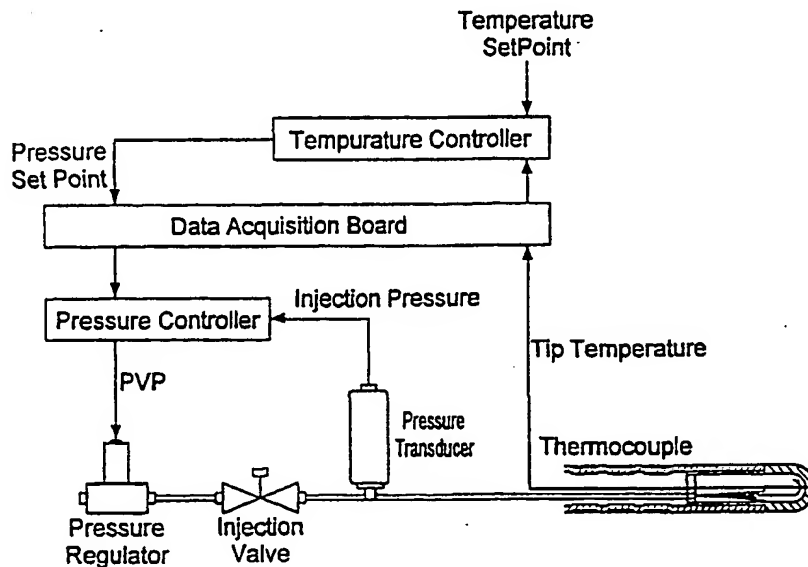 Temperature
SetPoint
Tempurature Controller
Pressure
Set Point
Data Acquisition Board
Injection Pressure
Pressure Controller
Tip Temperature
PVP
Pressure
Transducer
Thermocouple
Pressure
Regulator
Injection
Valve